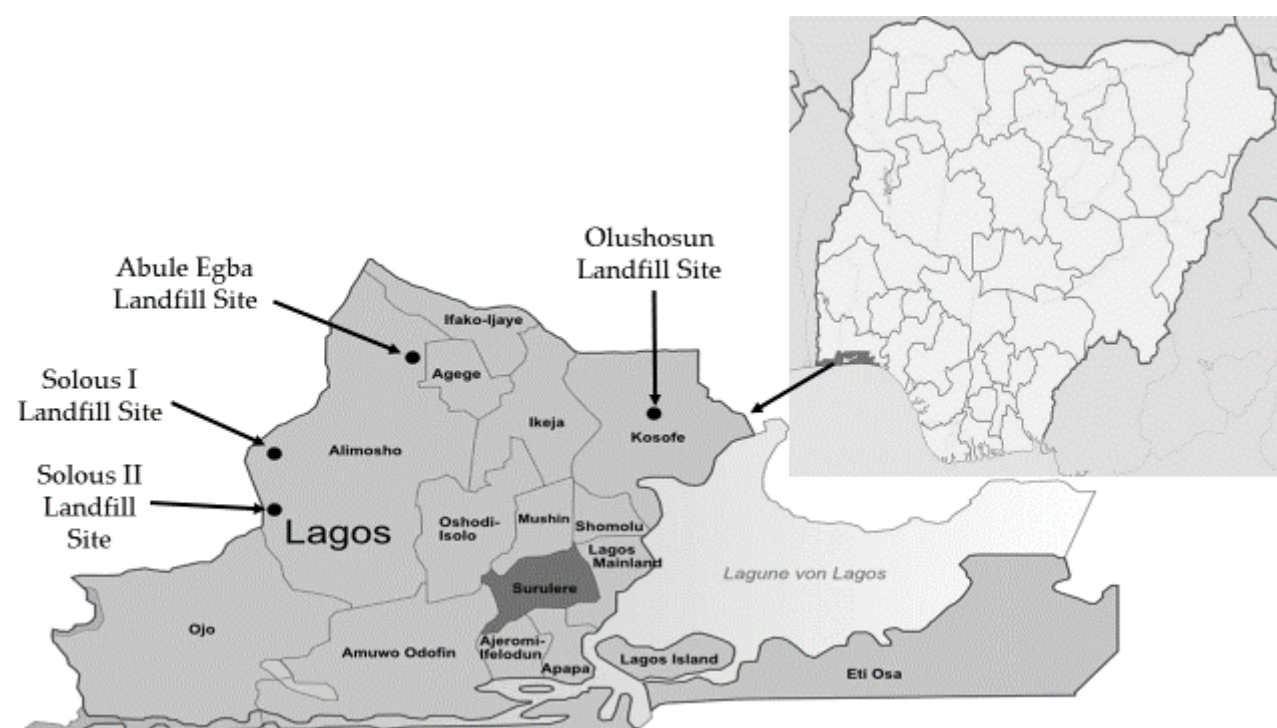 Olushosun
Landfill Site
Abule Egba
Landfill Site
Ifako-Ijaye
Agege
Solous I
Landfill Site
Ikeja
Kosofe
Alimosho
Solous II
Landfill
Site
Lagos
Oshodi-
Isolo
Mushin
Shomolu
Lagos
Mainland
Surulere
Lagune von Lagos
Ojo
Amuwo Odofin
Ajeromi-
Ifelodun
Apapa
Lagos Island
Eti Osa